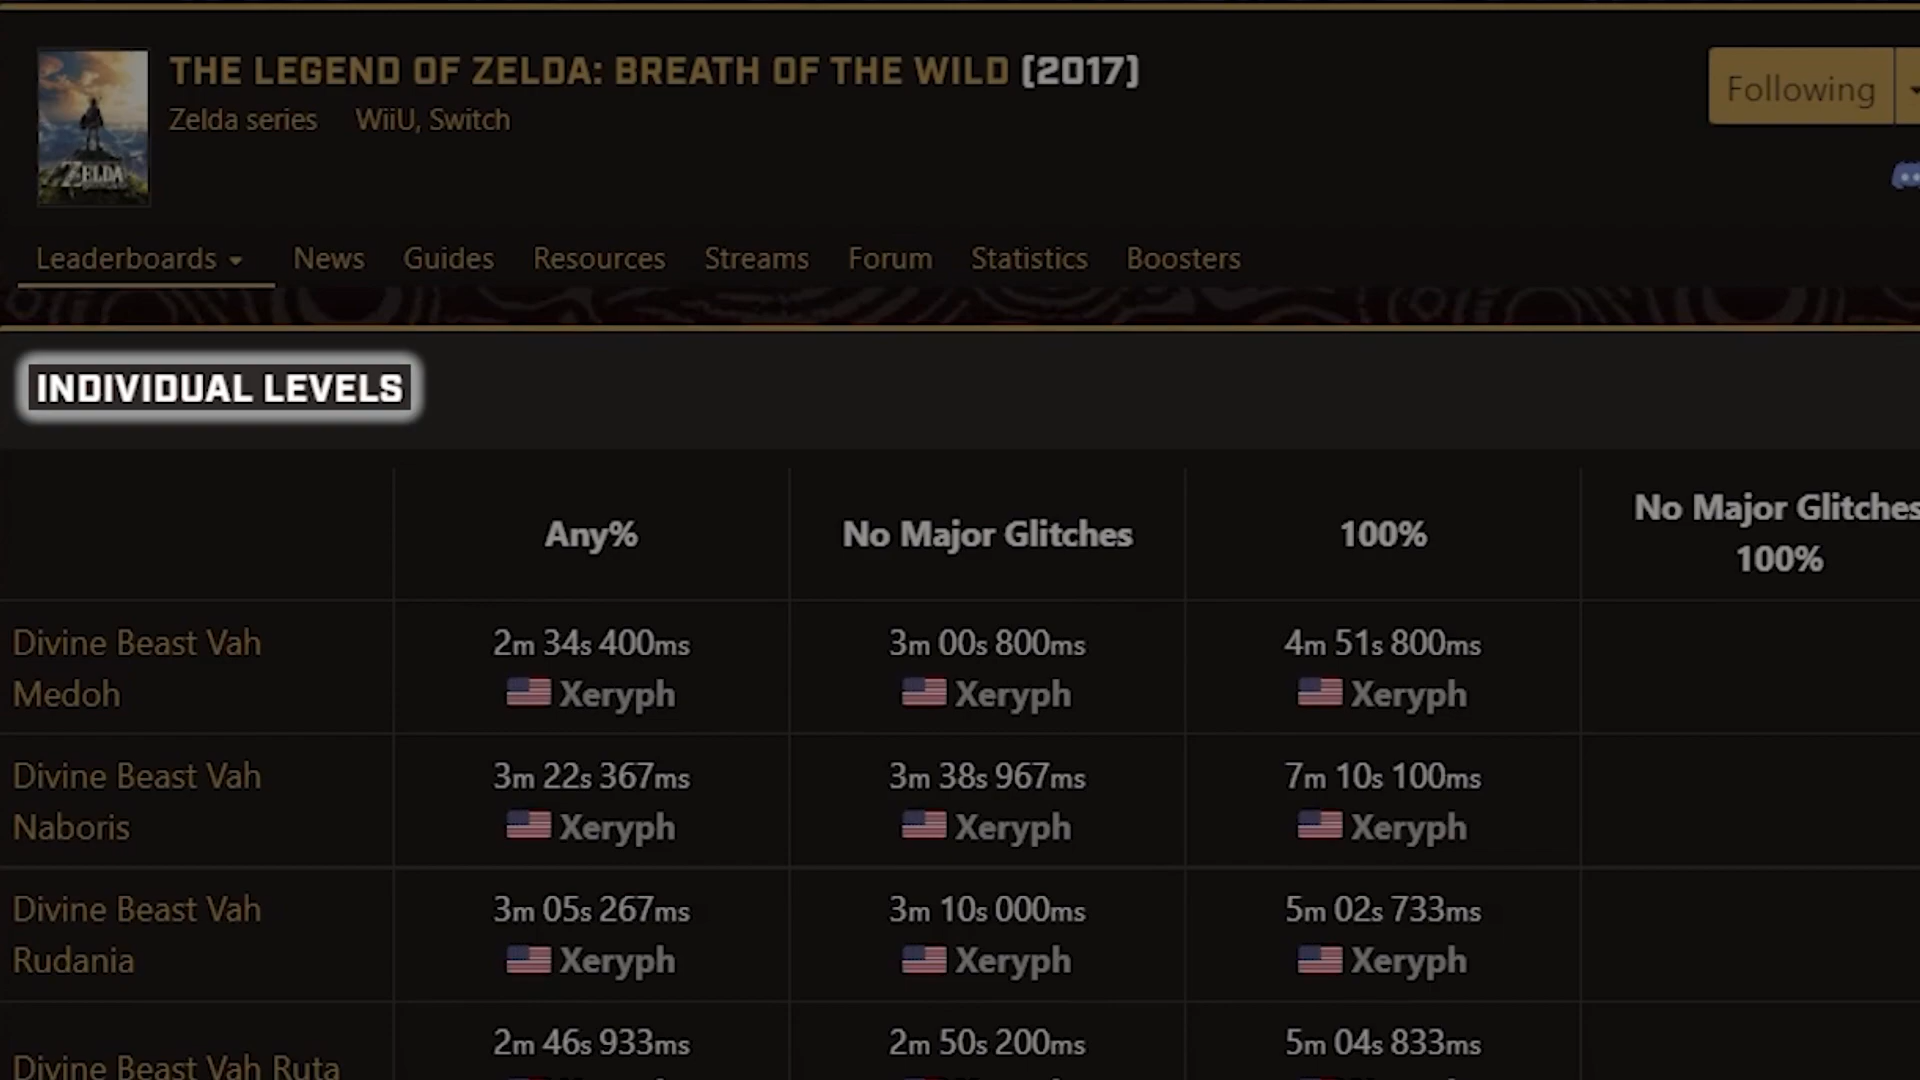 THE LEGEND OF ZELDA: BREATH OF THE WILD (2017)
Zelda series WiiU, Switch
Following
ZELDA
Leaderboards News Guides Resources Streams Forum Statistics Boosters
INDIVIDUAL LEVELS
Any% No Major Glitches 100% No Major Glitches 100%
Divine Beast Vah Medoh
2m 34s 400ms
Xeryph
3m 00s 800ms
Xeryph
4m 51s 800ms
Xeryph
Divine Beast Vah Naboris
3m 22s 367ms
Xeryph
3m 38s 967ms
Xeryph
7m 10s 100ms
Xeryph
Divine Beast Vah Rudania
3m 05s 267ms
Xeryph
3m 10s 000ms
Xeryph
5m 02s 733ms
Xeryph
Divine Beast Vah Ruta
2m 46s 933ms
2m 50s 200ms
5m 04s 833ms